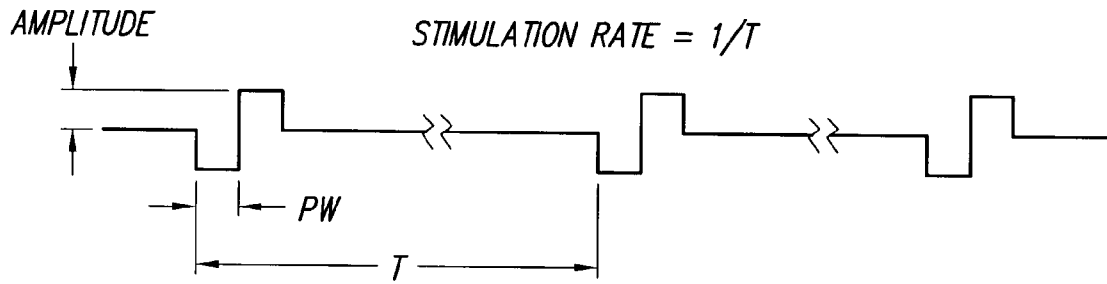 AMPLITUDE
STIMULATION RATE = 1/T
PW
T